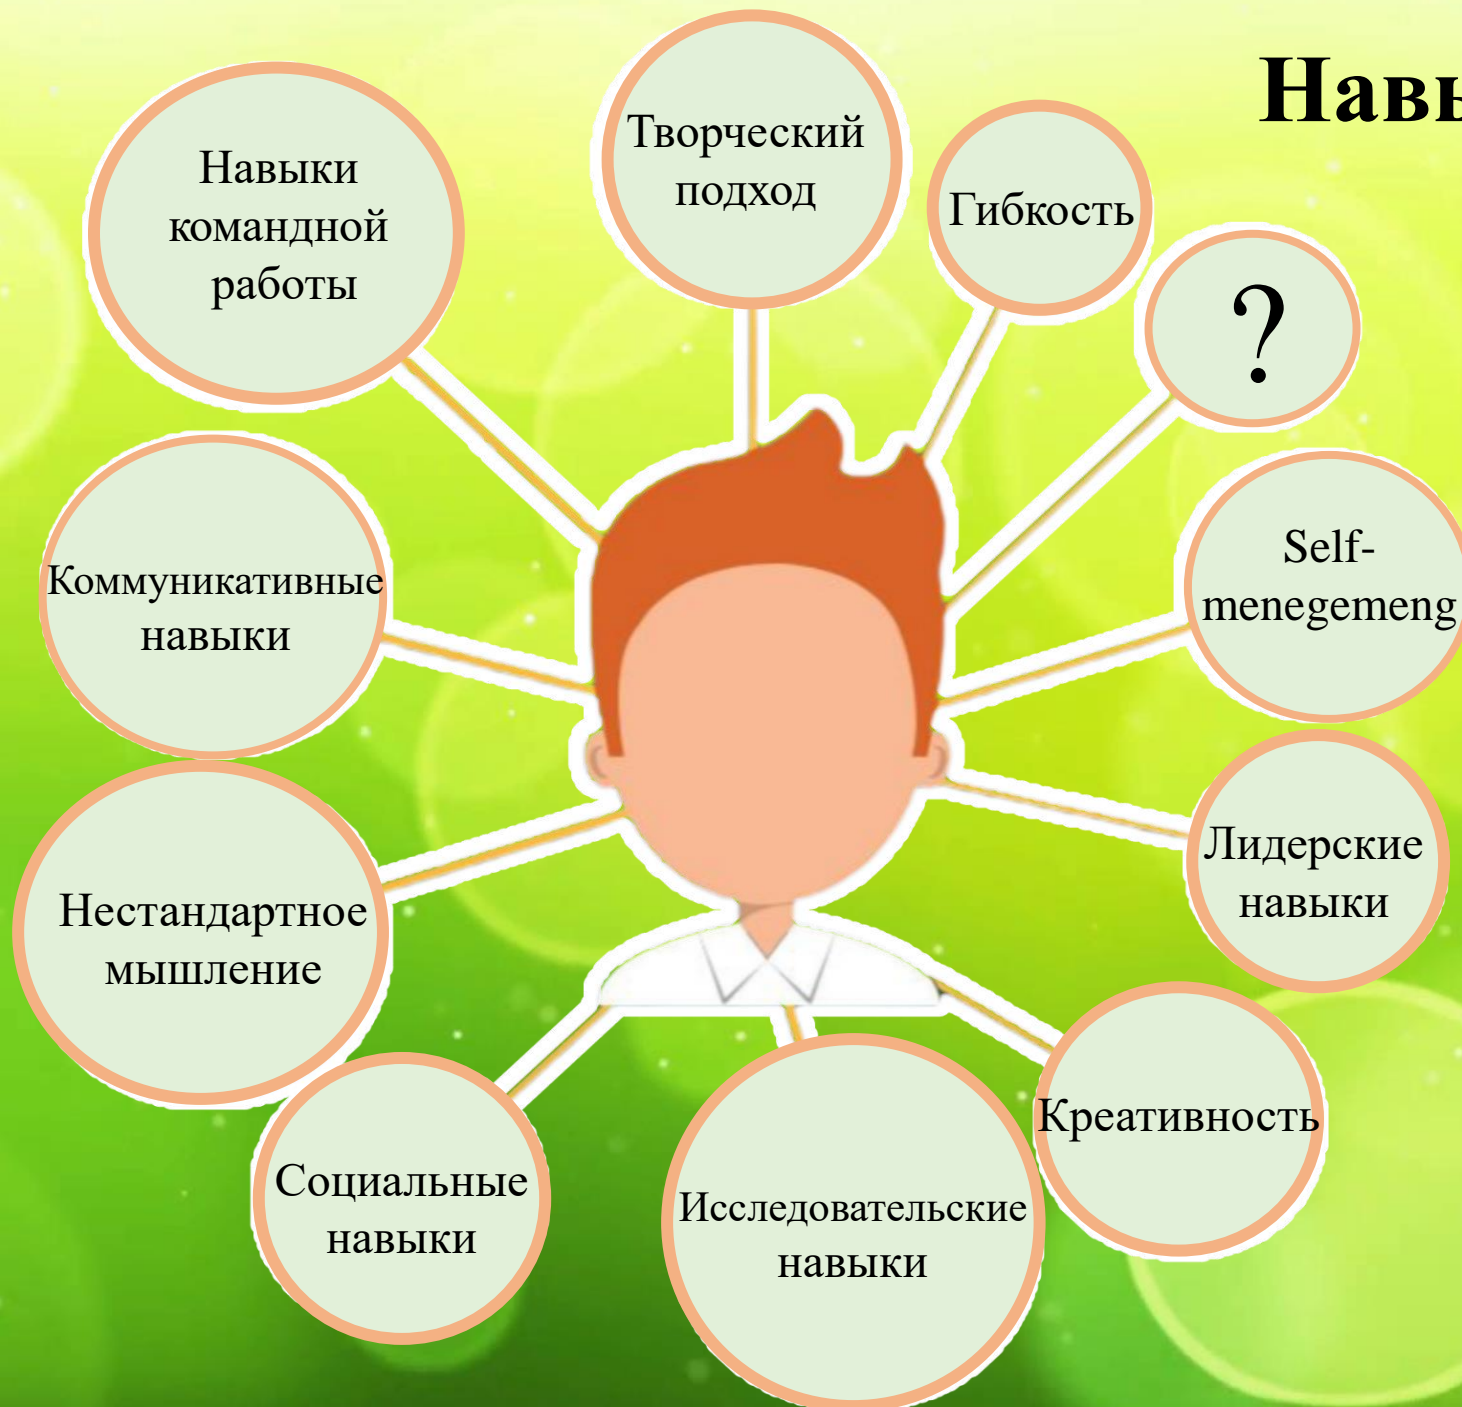 Навы
Навыки
командной
работы
Творческий
подход
Гибкость
?
Self-
menegemeng
Лидерские
навыки
Креативность
Исследовательские
навыки
Социальные
навыки
Нестандартное
мышление
Коммуникативные
навыки